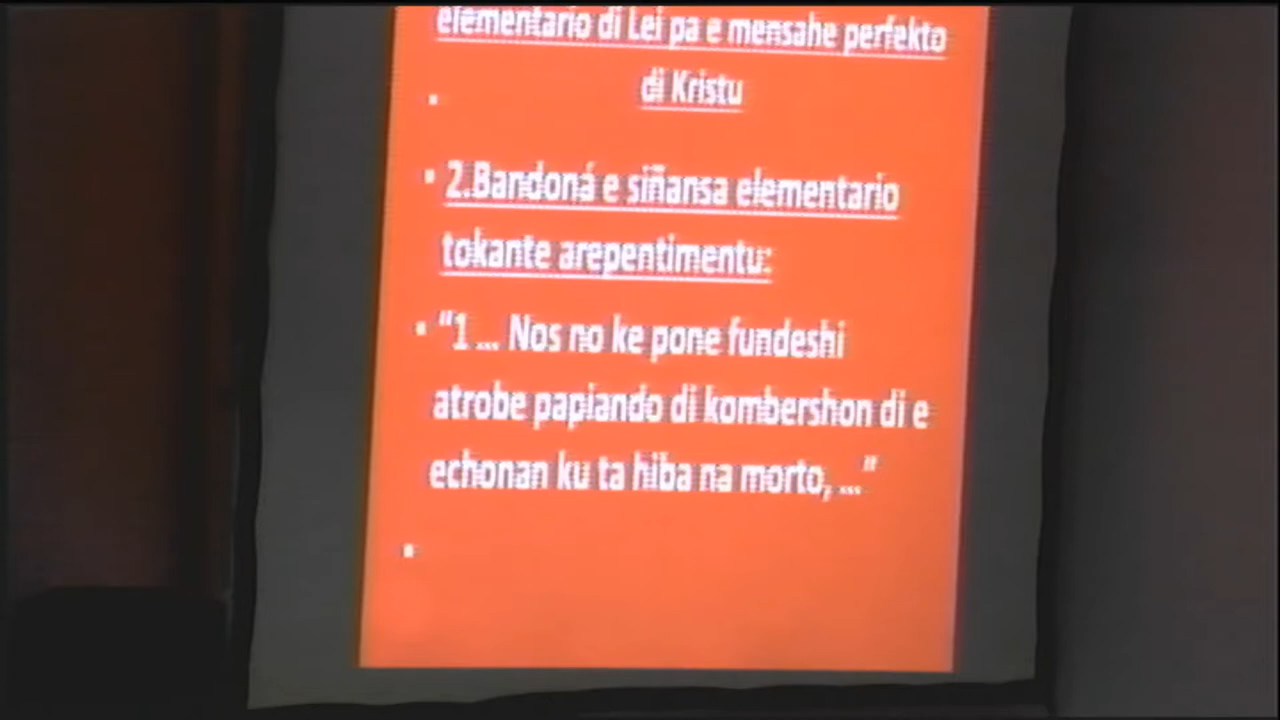 elementario di Lei pa e mensahe perfekto
di Kristu
2.Bandoná e siñansa elementario
tokante arepentimentu:
“1 ... Nos no ke pone fundeshi
atrobe papiando di kombershon di e
echonan ku ta hiba na morto, ...”